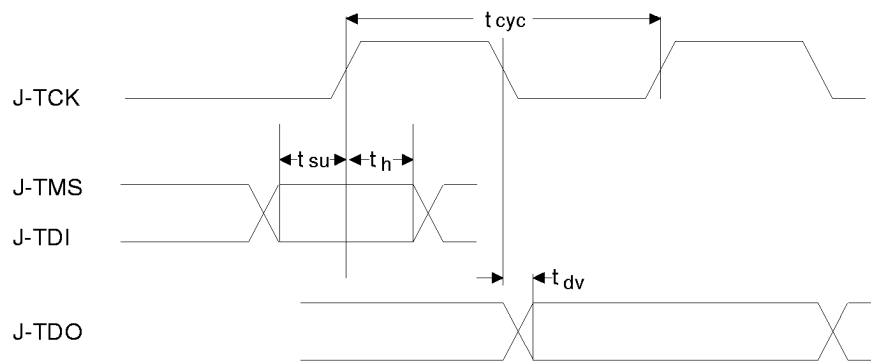 t cyc
J-TCK
t su
t h
J-TMS
J-TDI
t dv
J-TDO